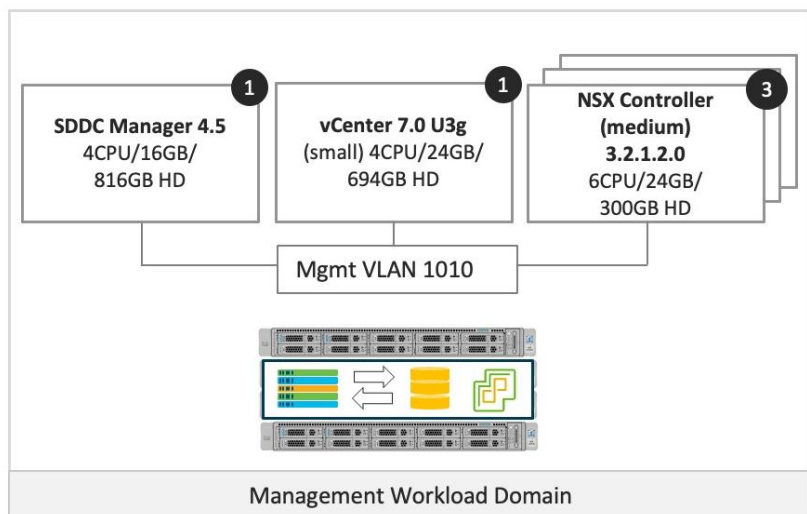 1
SDDC Manager 4.5
4CPU/16GB/
816GB HD
1
vCenter 7.0 U3g
(small) 4CPU/24GB/
694GB HD
3
NSX Controller
(medium)
3.2.1.2.0
6CPU/24GB/
300GB HD
Mgmt VLAN 1010
Management Workload Domain